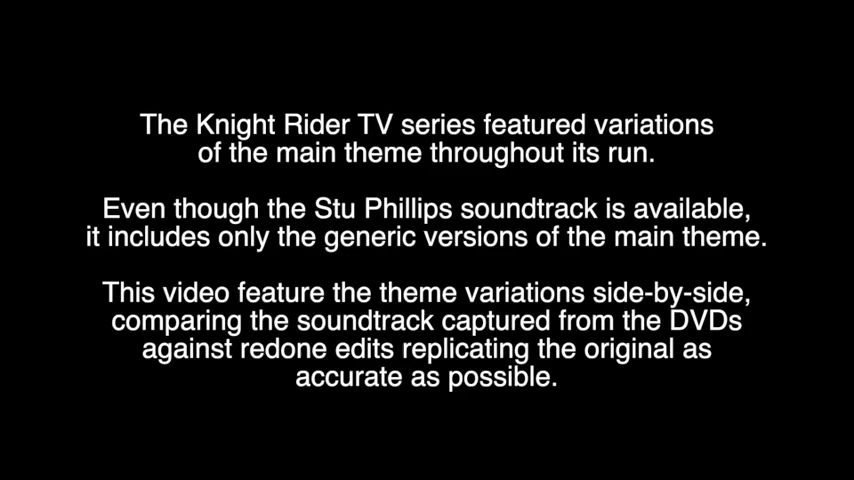 The Knight Rider TV series featured variations
of the main theme throughout its run.
Even though the Stu Phillips soundtrack is available,
it includes only the generic versions of the main theme.
This video feature the theme variations side-by-side,
comparing the soundtrack captured from the DVDs
against redone edits replicating the original as
accurate as possible.